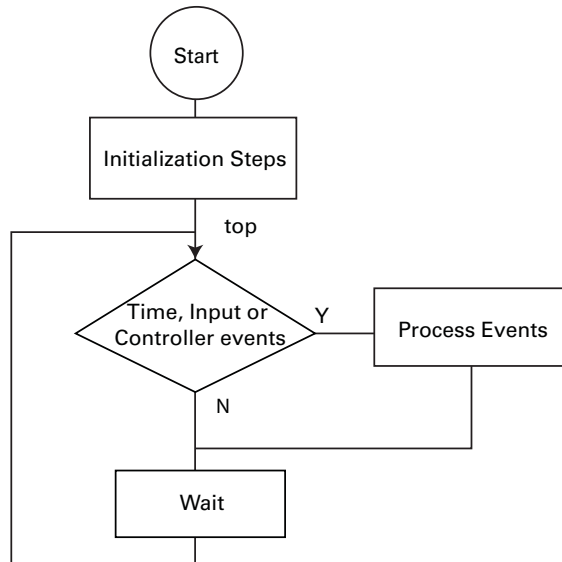 Start
Initialization Steps
top
Time, Input or
Controller events
Y
Process Events
N
Wait